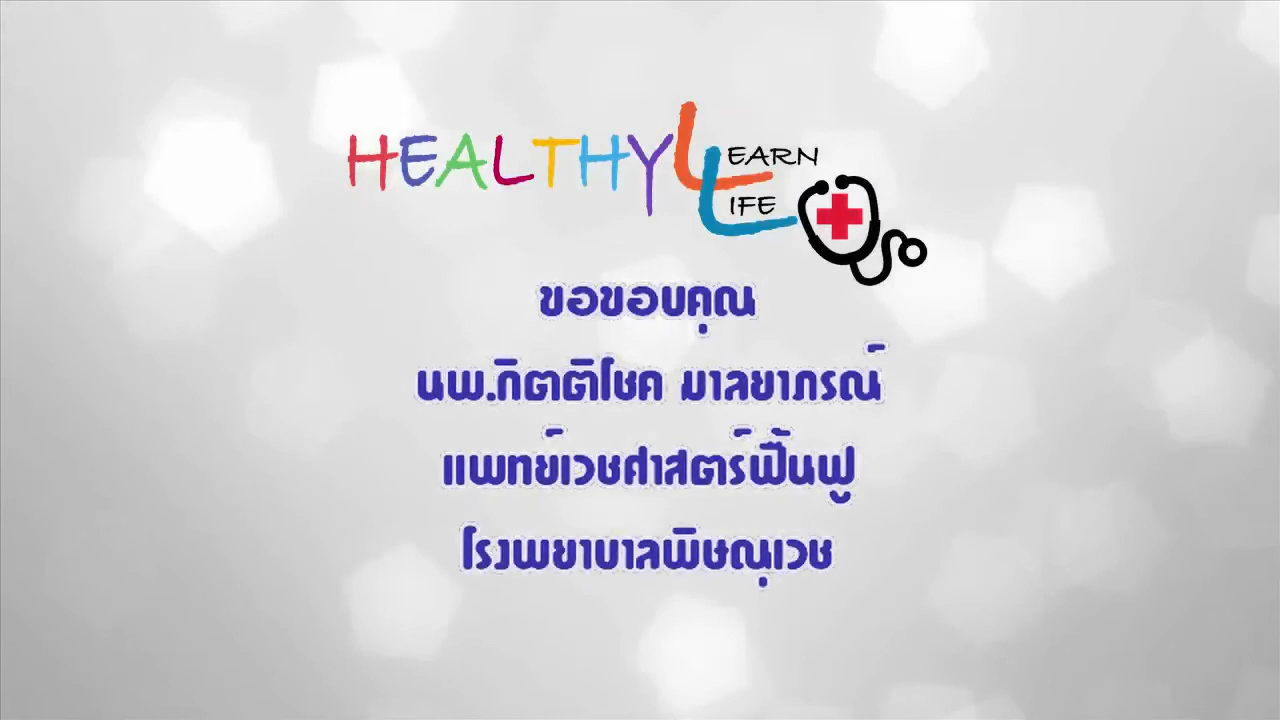 HEALTHY LEARN
LIFE
ขอขอบคุณ
นพ.กิตติโชค มาลยาภรณ์
แพทย์เวชศาสตร์ฟื้นฟู
โรงพยาบาลพิษณุเวช